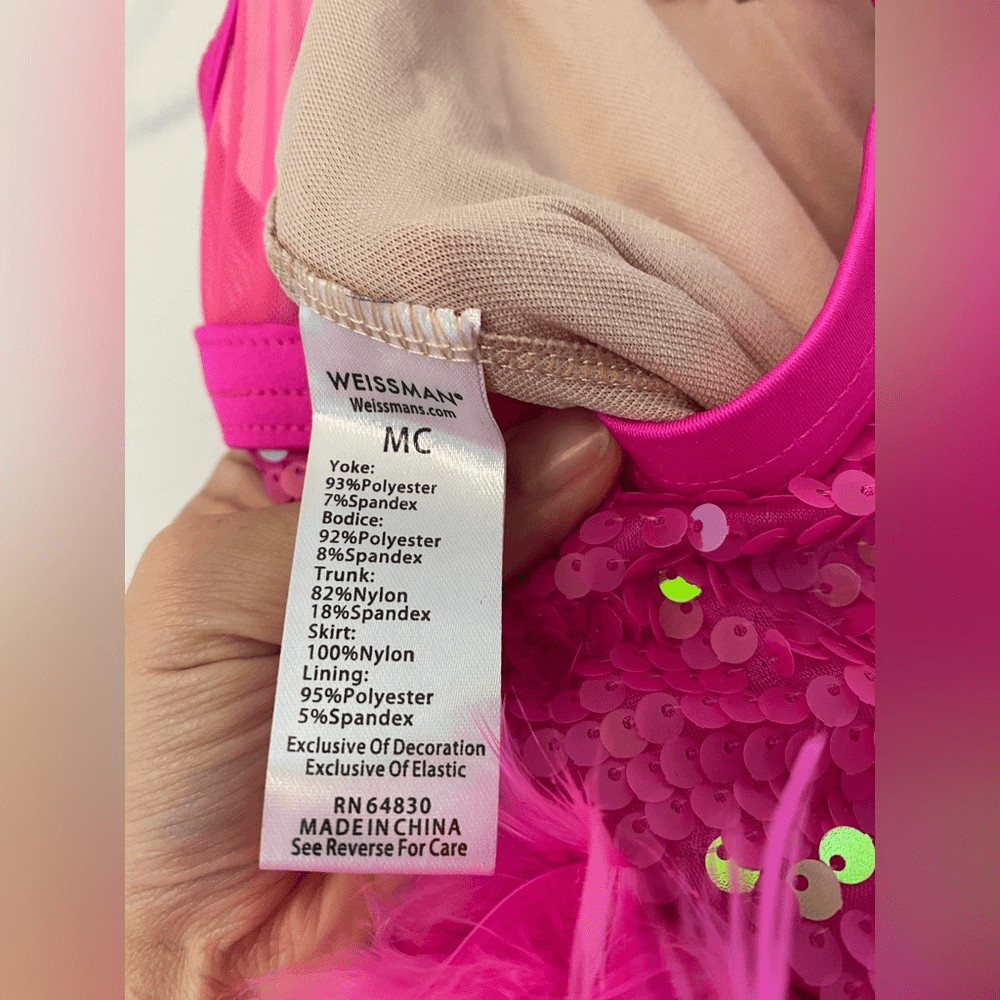 WEISSMAN®
Weissmans.com
MC
Yoke:
93%Polyester
7%Spandex
Bodice:
92%Polyester
8%Spandex
Trunk:
82%Nylon
18%Spandex
Skirt:
100%Nylon
Lining:
95%Polyester
5%Spandex
Exclusive Of Decoration
Exclusive Of Elastic
RN 64830
MADE IN CHINA
See Reverse For Care